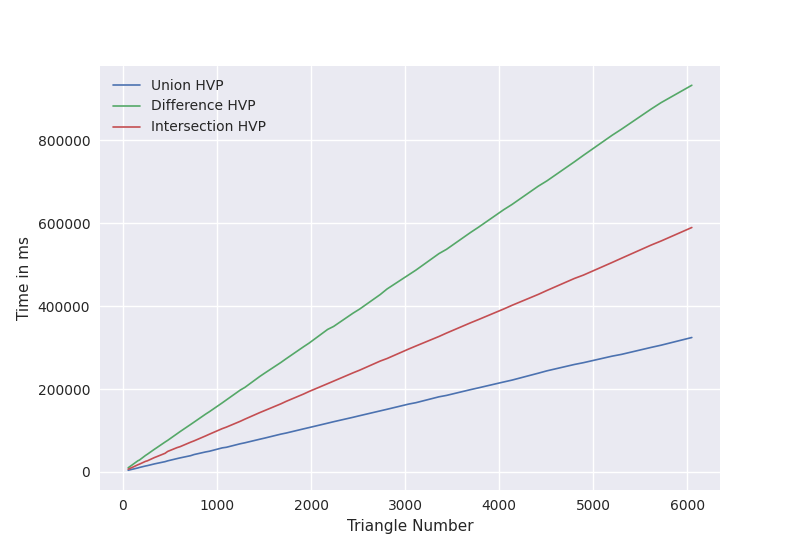 Union HVP
Difference HVP
Intersection HVP
800000
600000
400000
200000
0
Time in ms
0 1000 2000 3000 4000 5000 6000
Triangle Number